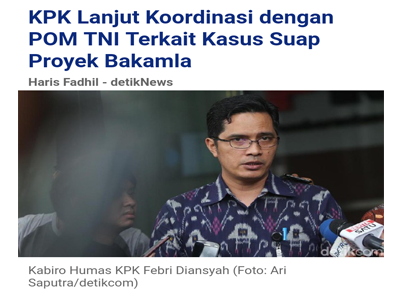 KPK Lanjut Koordinasi dengan
POM TNI Terkait Kasus Suap
Proyek Bakamla
Haris Fadhil - detikNews
detikcom
Kabiro Humas KPK Febri Diansyah (Foto: Ari
Saputra/detikcom)